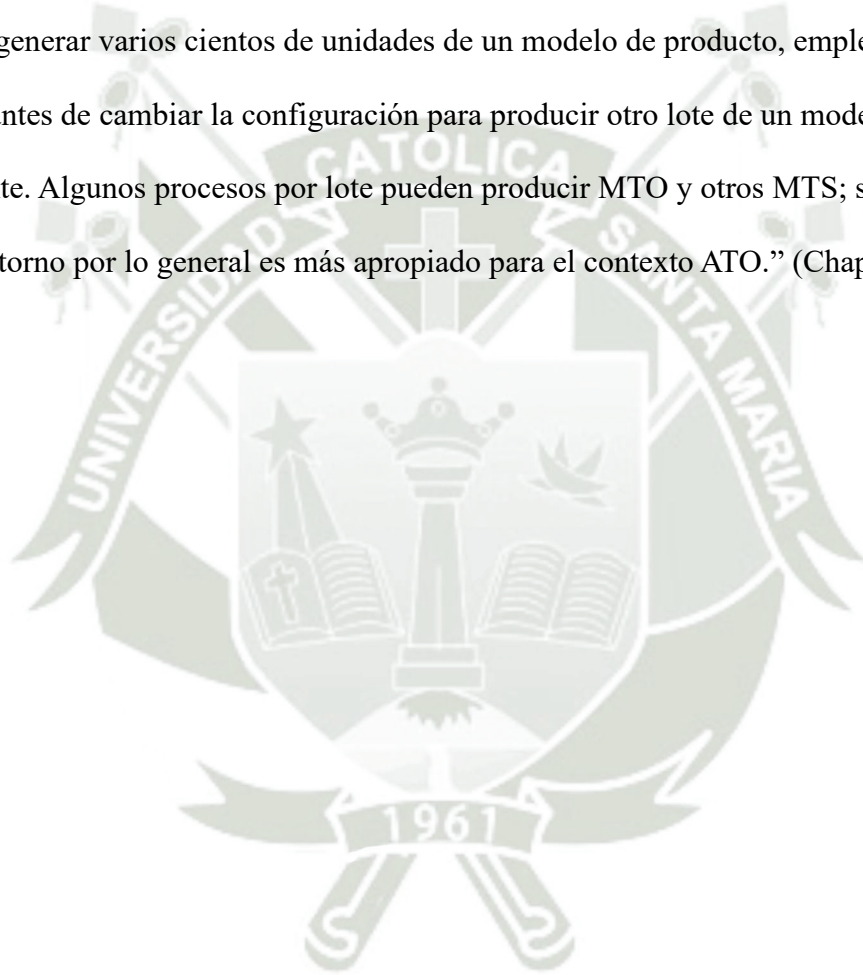 generar varios cientos de unidades de un modelo de producto, emple
antes de cambiar la configuración para producir otro lote de un mode
te. Algunos procesos por lote pueden producir MTO y otros MTS; s
torno por lo general es más apropiado para el contexto ATO.” (Chap
UNIVERSIDAD CATOLICA SANTA MARIA
1961